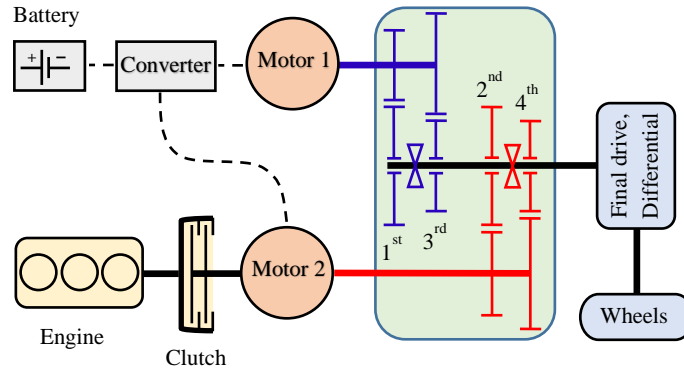 Battery
+ −
Converter
Motor 1
2nd
4th
Final drive,
Differential
1st
3rd
Motor 2
Engine
Clutch
Wheels